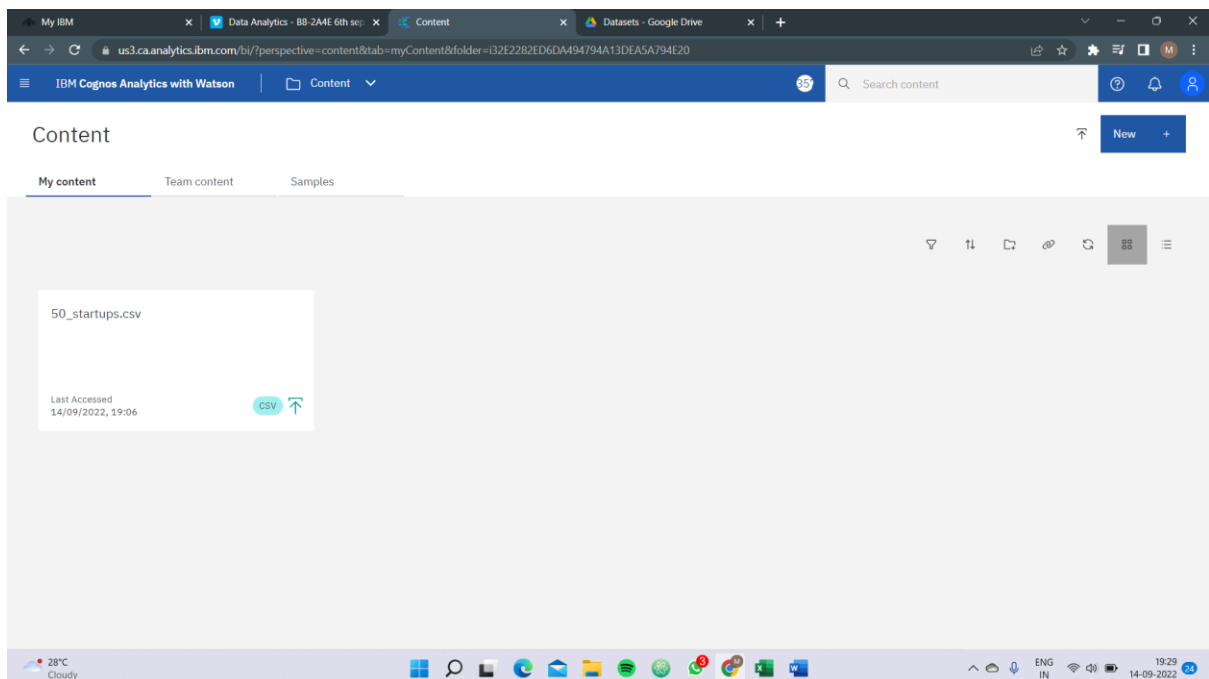 My IBM
Data Analytics - B8-2A4E 6th sep
Content
Datasets - Google Drive
us3.ca.analytics.ibm.com/bi/?perspective=content&tab=myContent&folder=i32E2282ED6DA494794A13DEA5A794E20
M
IBM Cognos Analytics with Watson
Content
Search content
Content
New +
My content
Team content
Samples
50_startups.csv
Last Accessed
14/09/2022, 19:06
CSV
28°C
Cloudy
3
ENG
IN
19:29
14-09-2022
24